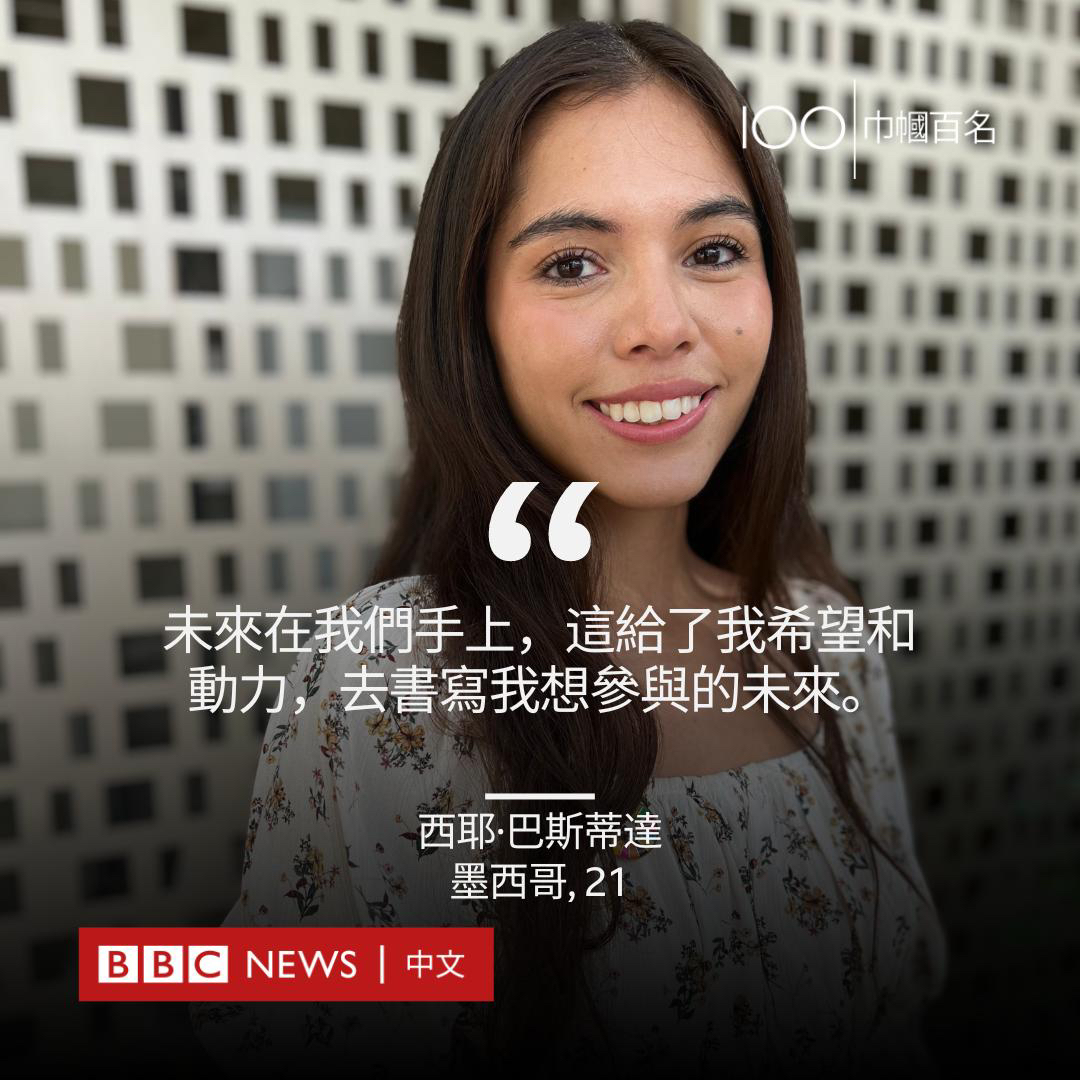 100 巾幗百名
“
未來在我們手上，這給了我希望和
動力，去書寫我想參與的未來。
西耶·巴斯蒂達
墨西哥, 21
BBC NEWS | 中文